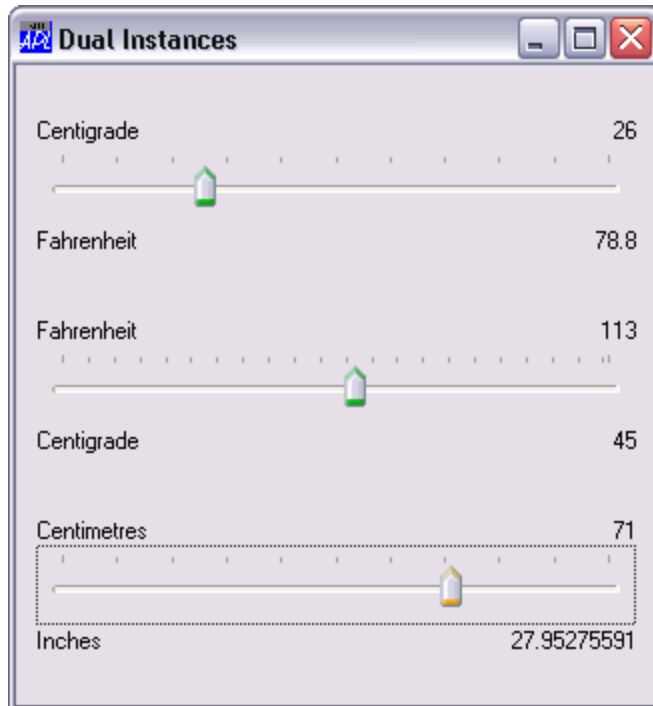 Dual Instances
Centigrade 26
Fahrenheit 78.8
Fahrenheit 113
Centigrade 45
Centimetres 71
Inches 27.95275591